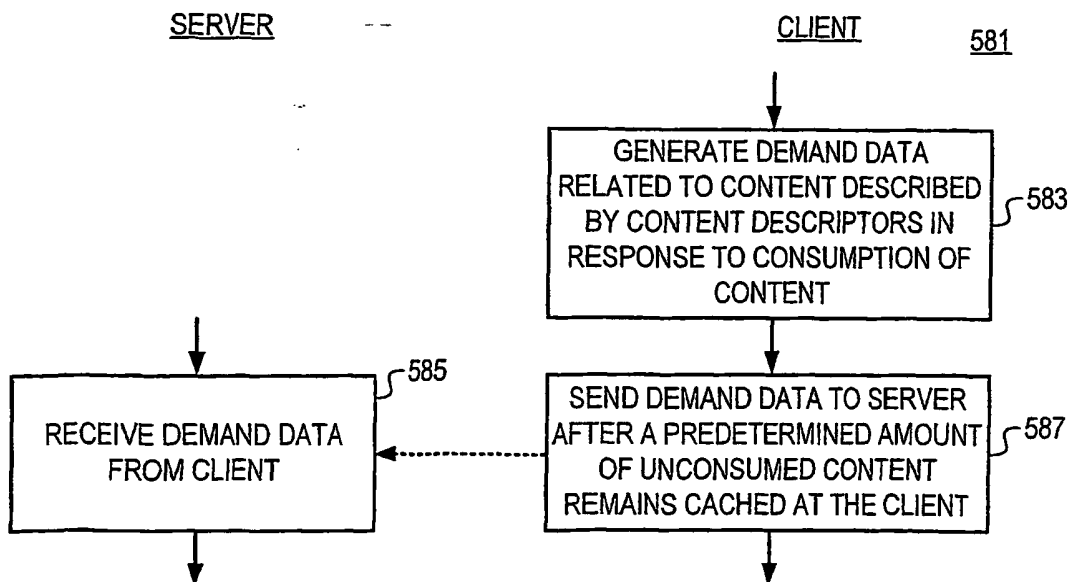 SERVER
CLIENT
581
GENERATE DEMAND DATA
RELATED TO CONTENT DESCRIBED
BY CONTENT DESCRIPTORS IN
RESPONSE TO CONSUMPTION OF
CONTENT
583
RECEIVE DEMAND DATA
FROM CLIENT
585
SEND DEMAND DATA TO SERVER
AFTER A PREDETERMINED AMOUNT
OF UNCONSUMED CONTENT
REMAINS CACHED AT THE CLIENT
587